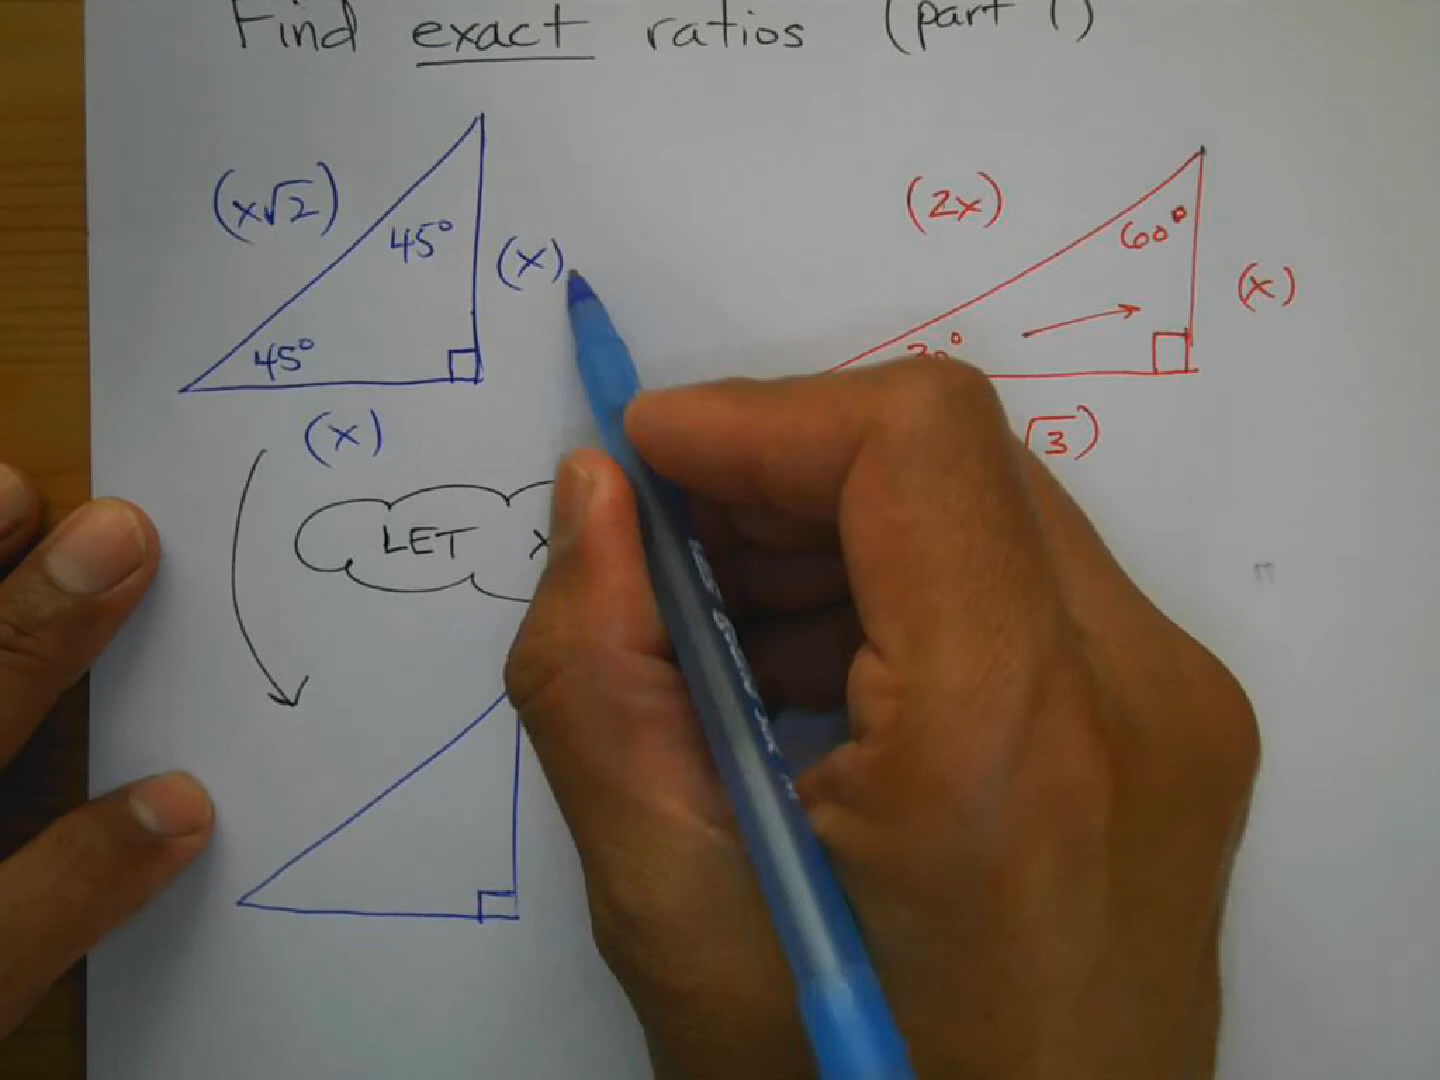 Find exact ratios (part 1)
(x√2)
45°
(x)
45°
(x)
(2x)
60°
(x)
√3)
LET X